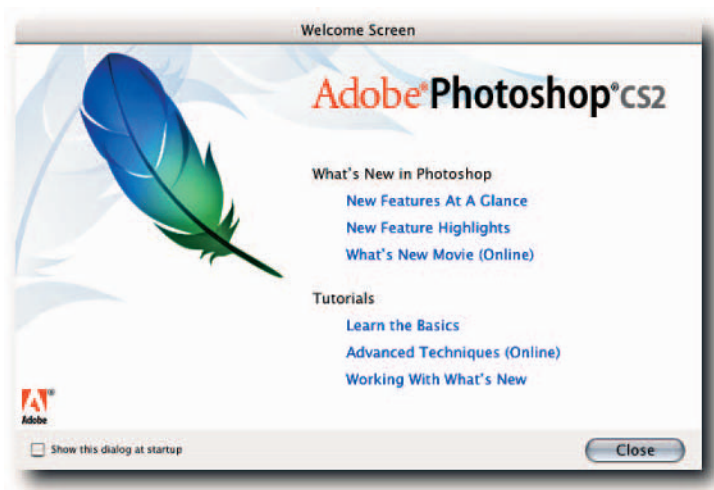 Welcome Screen
Adobe® Photoshop® CS2
What's New in Photoshop
New Features At A Glance
New Feature Highlights
What's New Movie (Online)
Tutorials
Learn the Basics
Advanced Techniques (Online)
Working With What's New
®
Adobe
Show this dialog at startup
Close